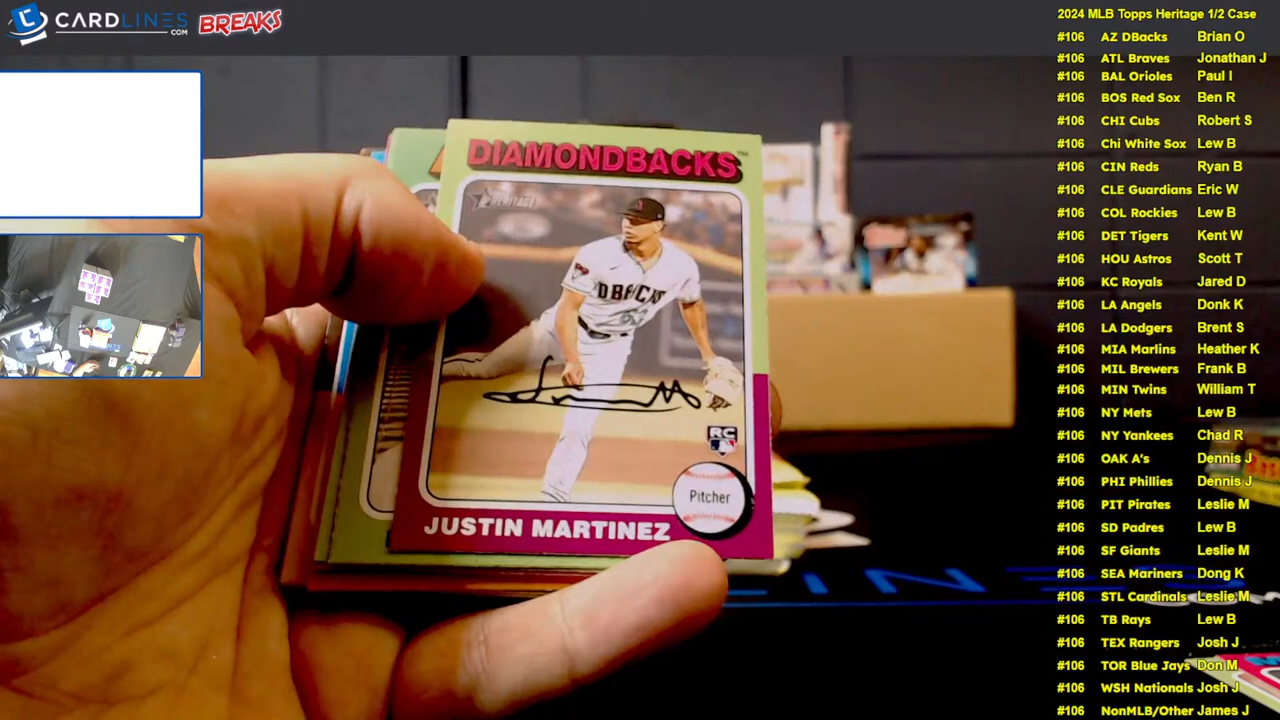 CARDLINES
.COM
BREAKS
DIAMONDBACKS™
HERITAGE
DBACKS
RC
Pitcher
JUSTIN MARTINEZ
LINES
2024 MLB Topps Heritage 1/2 Case
#106 AZ DBacks Brian O
#106 ATL Braves Jonathan J
#106 BAL Orioles Paul I
#106 BOS Red Sox Ben R
#106 CHI Cubs Robert S
#106 Chi White Sox Lew B
#106 CIN Reds Ryan B
#106 CLE Guardians Eric W
#106 COL Rockies Lew B
#106 DET Tigers Kent W
#106 HOU Astros Scott T
#106 KC Royals Jared D
#106 LA Angels Donk K
#106 LA Dodgers Brent S
#106 MIA Marlins Heather K
#106 MIL Brewers Frank B
#106 MIN Twins William T
#106 NY Mets Lew B
#106 NY Yankees Chad R
#106 OAK A's Dennis J
#106 PHI Phillies Dennis J
#106 PIT Pirates Leslie M
#106 SD Padres Lew B
#106 SF Giants Leslie M
#106 SEA Mariners Dong K
#106 STL Cardinals Leslie M
#106 TB Rays Lew B
#106 TEX Rangers Josh J
#106 TOR Blue Jays Don M
#106 WSH Nationals Josh J
#106 NonMLB/Other James J